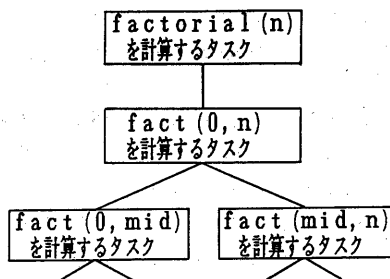 factorial(n)
を計算するタスク
fact(0,n)
を計算するタスク
fact(0,mid)
を計算するタスク
fact(mid,n)
を計算するタスク